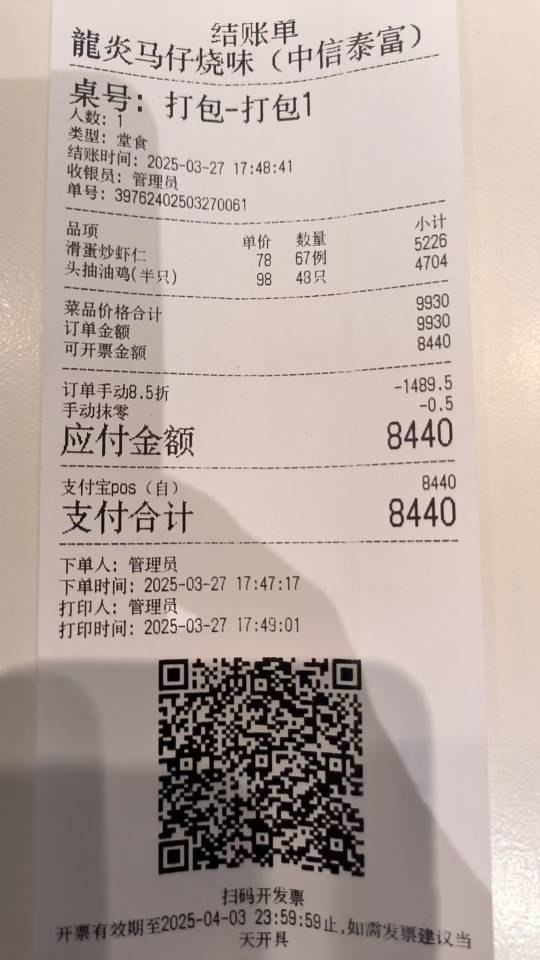 结账单
龍炎马仔烧味（中信泰富）
桌号: 打包-打包1
人数: 1
类型: 堂食
结账时间: 2025-03-27 17:48:41
收银员: 管理员
单号: 39762402503270061
品项 单价 数量 小计
滑蛋炒虾仁 78 67例 5226
头抽油鸡(半只) 98 48只 4704
菜品价格合计 9930
订单金额 9930
可开票金额 8440
订单手动8.5折 -1489.5
手动抹零 -0.5
应付金额 8440
支付宝pos（自） 8440
支付合计 8440
下单人: 管理员
下单时间: 2025-03-27 17:47:17
打印人: 管理员
打印时间: 2025-03-27 17:49:01
扫码开发票
开票有效期至2025-04-03 23:59:59止,如需发票建议当
天开具